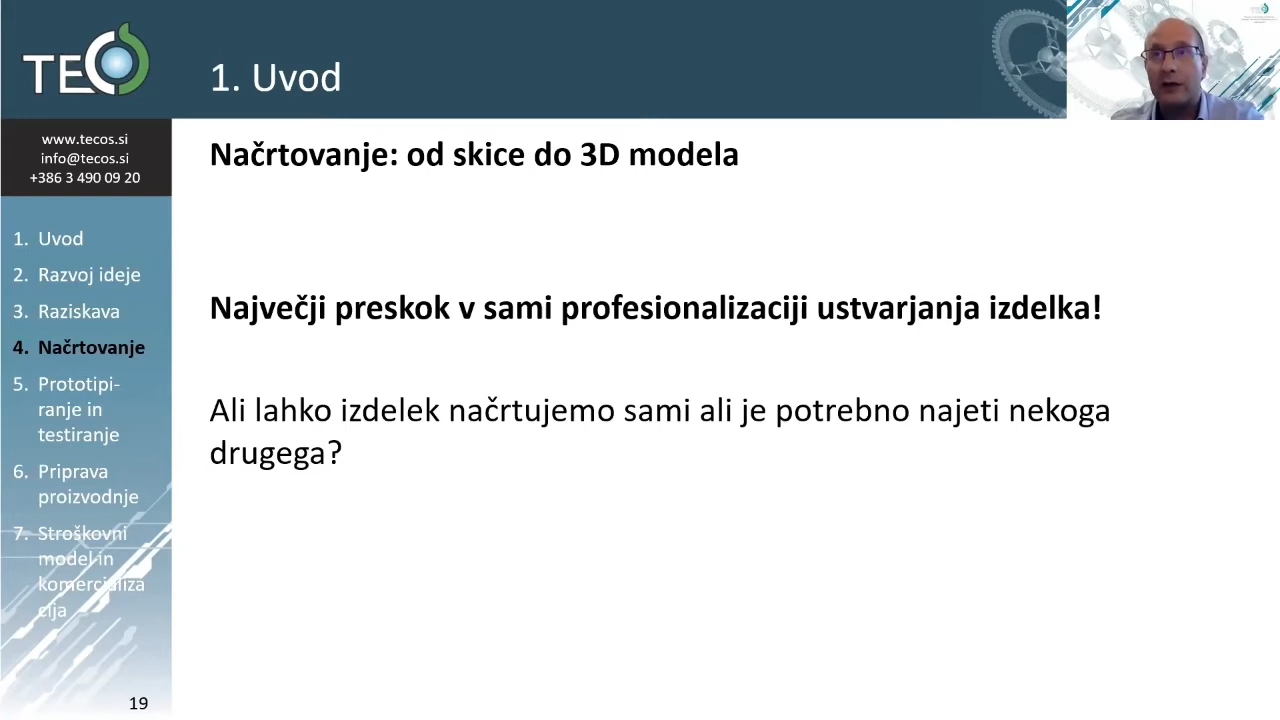 TECOS
1. Uvod
TECOS
www.tecos.si
info@tecos.si
+386 3 490 09 20
Načrtovanje: od skice do 3D modela
1. Uvod
2. Razvoj ideje
3. Raziskava
4. Načrtovanje
5. Prototipi-
ranje in
testiranje
6. Priprava
proizvodnje
7. Stroškovni
model in
komercializa
cija
Največji preskok v sami profesionalizaciji ustvarjanja izdelka!
Ali lahko izdelek načrtujemo sami ali je potrebno najeti nekoga
drugega?
19